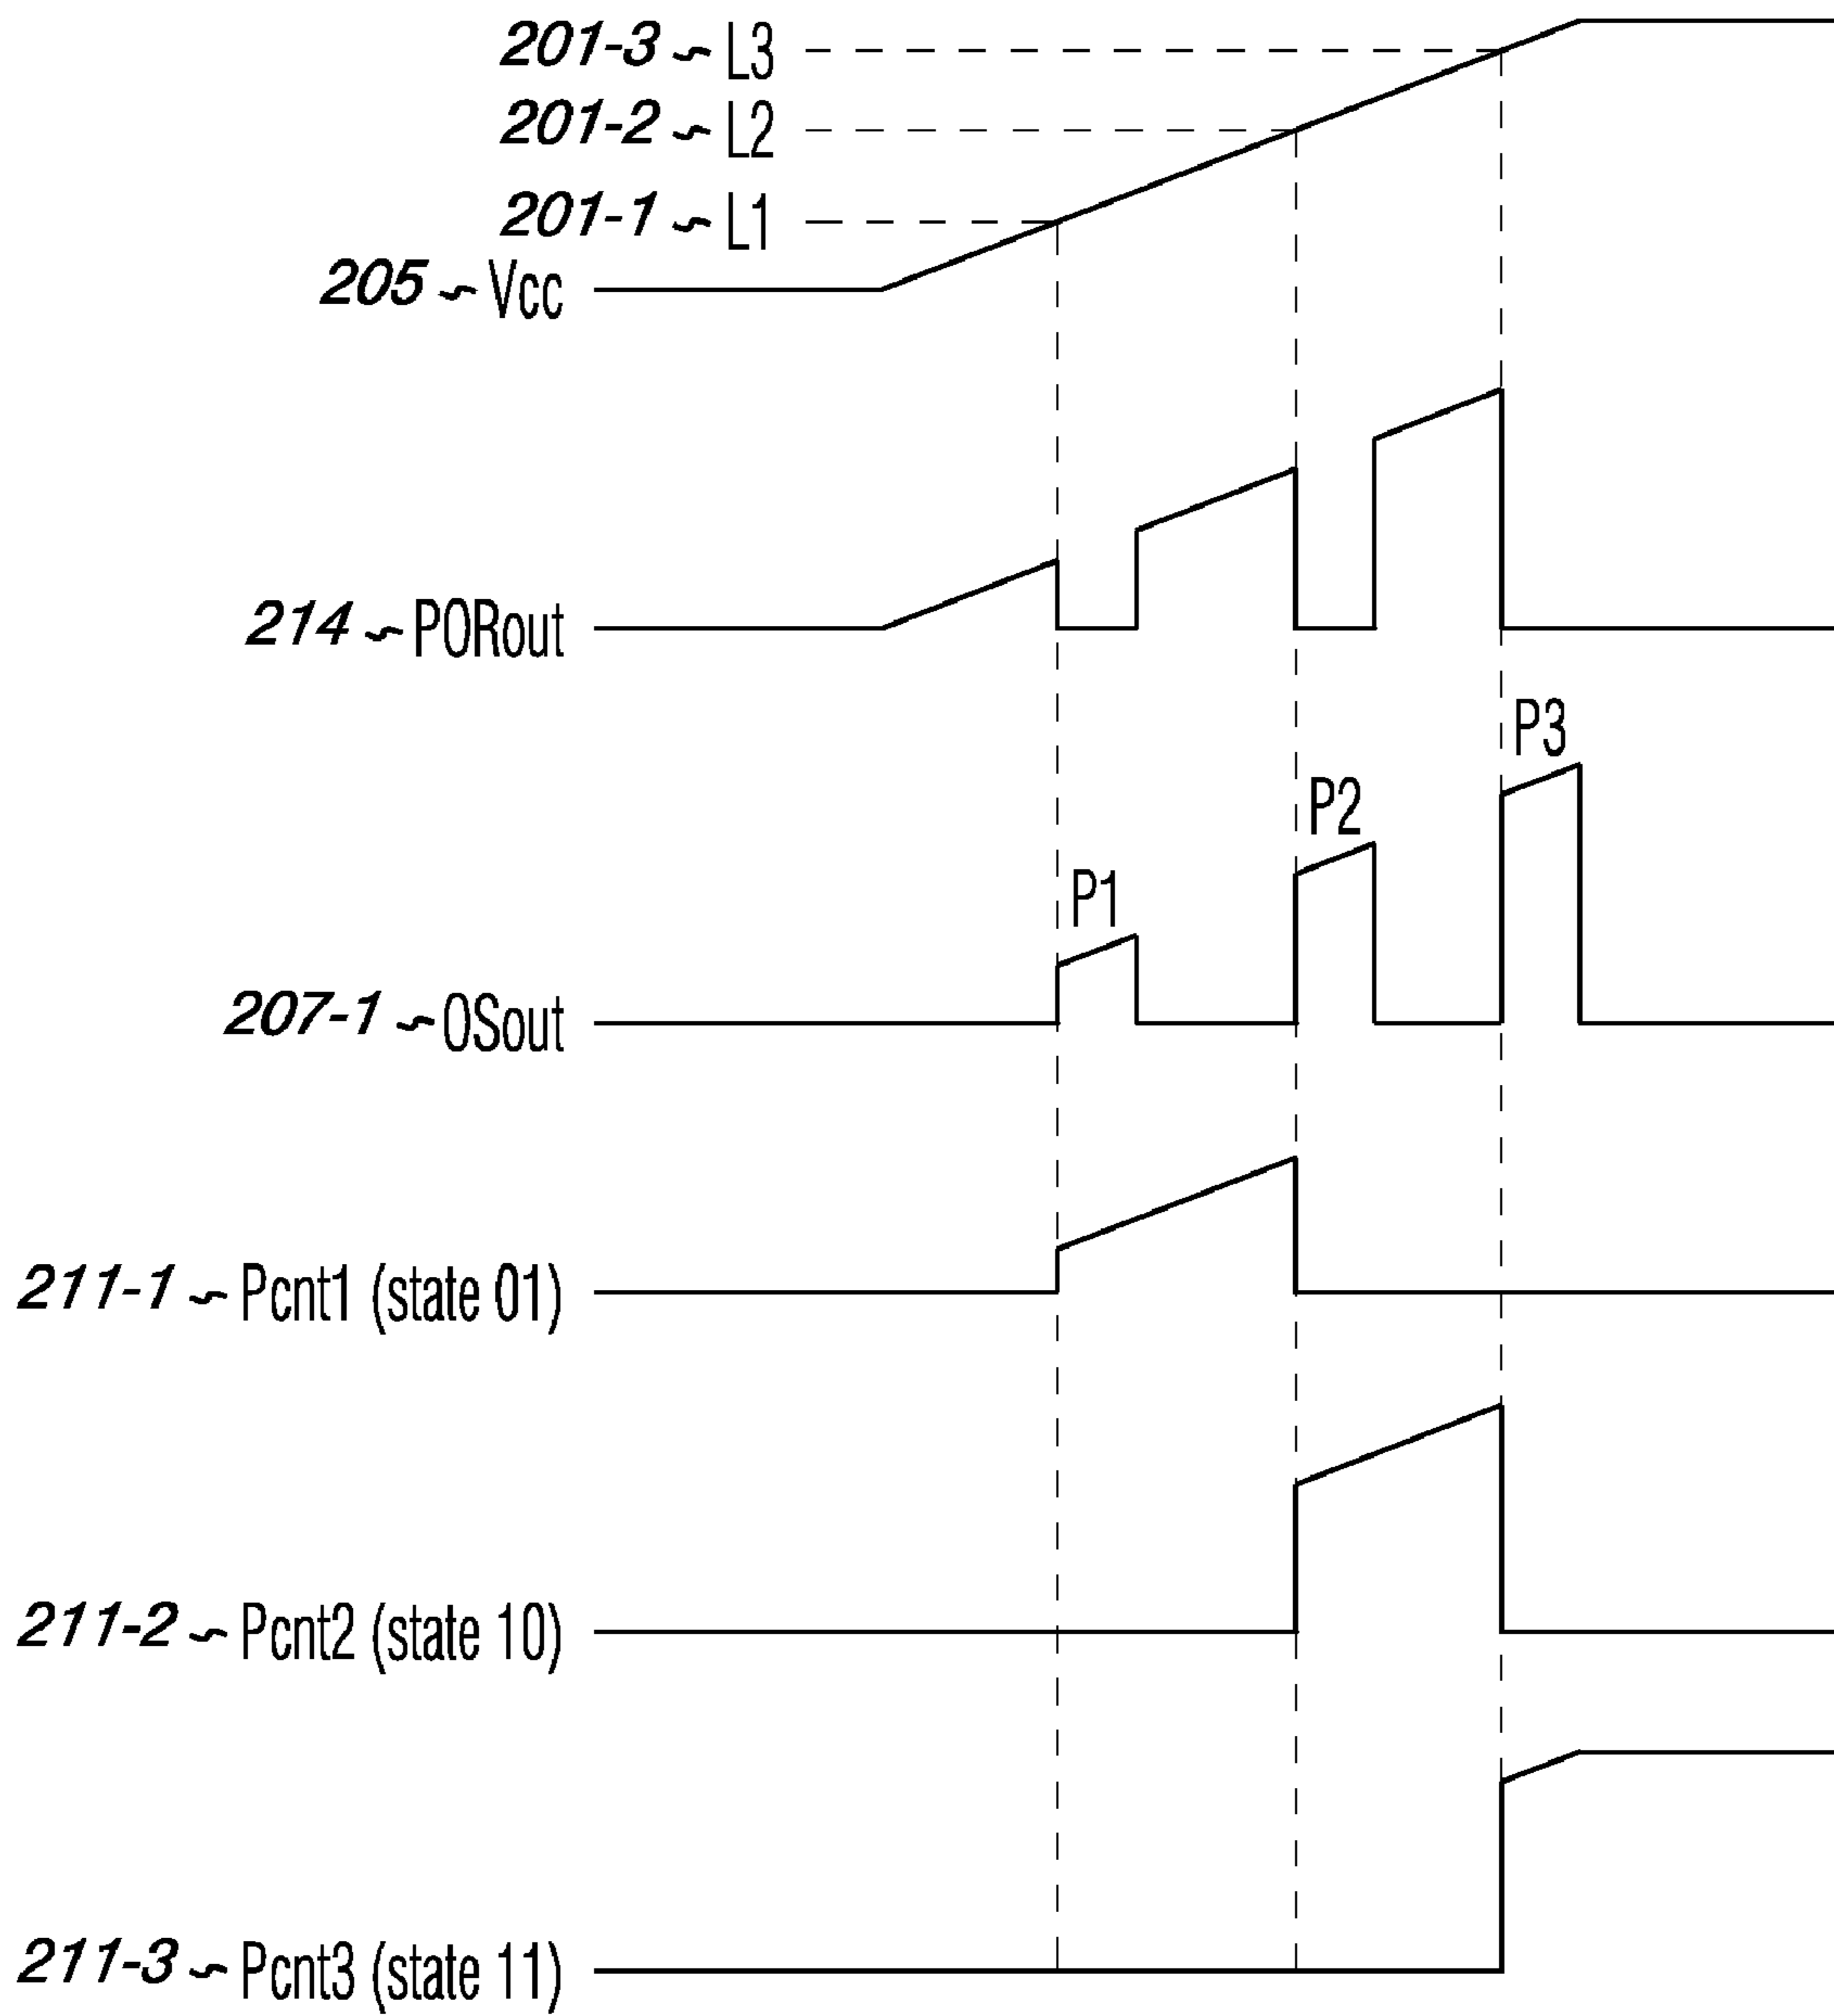 201-3 ~ L3
201-2 ~ L2
201-1 ~ L1
205 ~ Vcc
214 ~ PORout
P3
P2
P1
207-1 ~ OSout
211-1 ~ Pcnt1 (state 01)
211-2 ~ Pcnt2 (state 10)
211-3 ~ Pcnt3 (state 11)